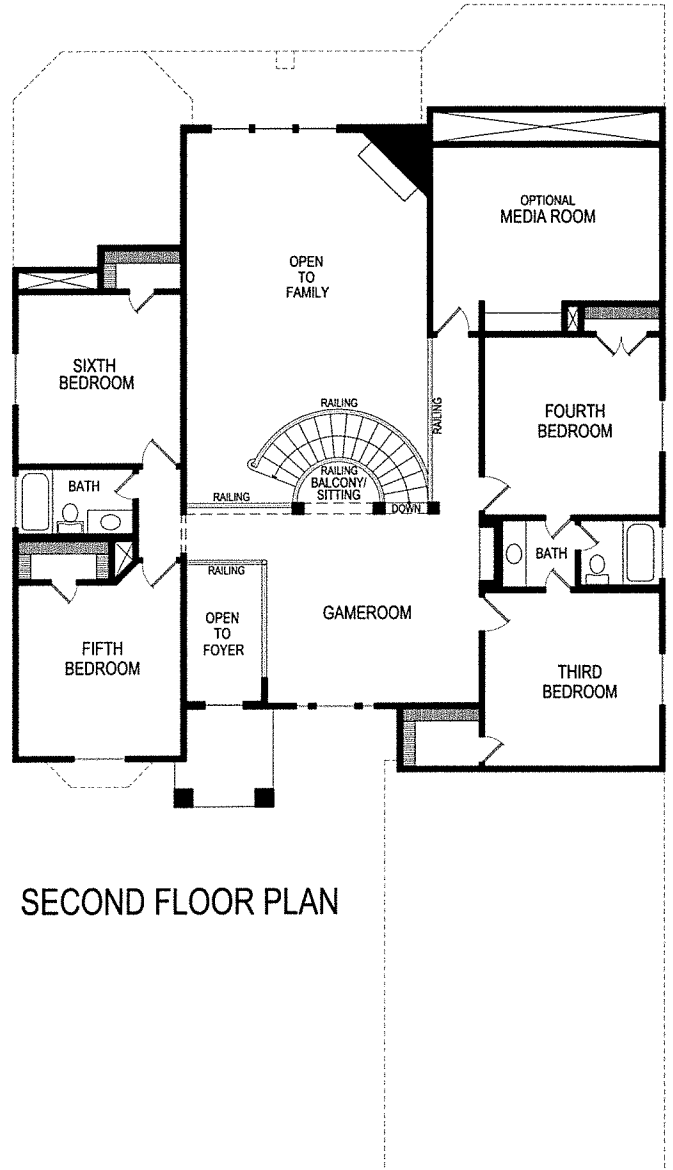 OPTIONAL
MEDIA ROOM
OPEN
TO
FAMILY
SIXTH
BEDROOM
RAILING
RAILING
FOURTH
BEDROOM
BATH
RAILING
RAILING
BALCONY/
SITTING
DOWN
RAILING
OPEN
TO
FOYER
GAMEROOM
BATH
FIFTH
BEDROOM
THIRD
BEDROOM
SECOND FLOOR PLAN